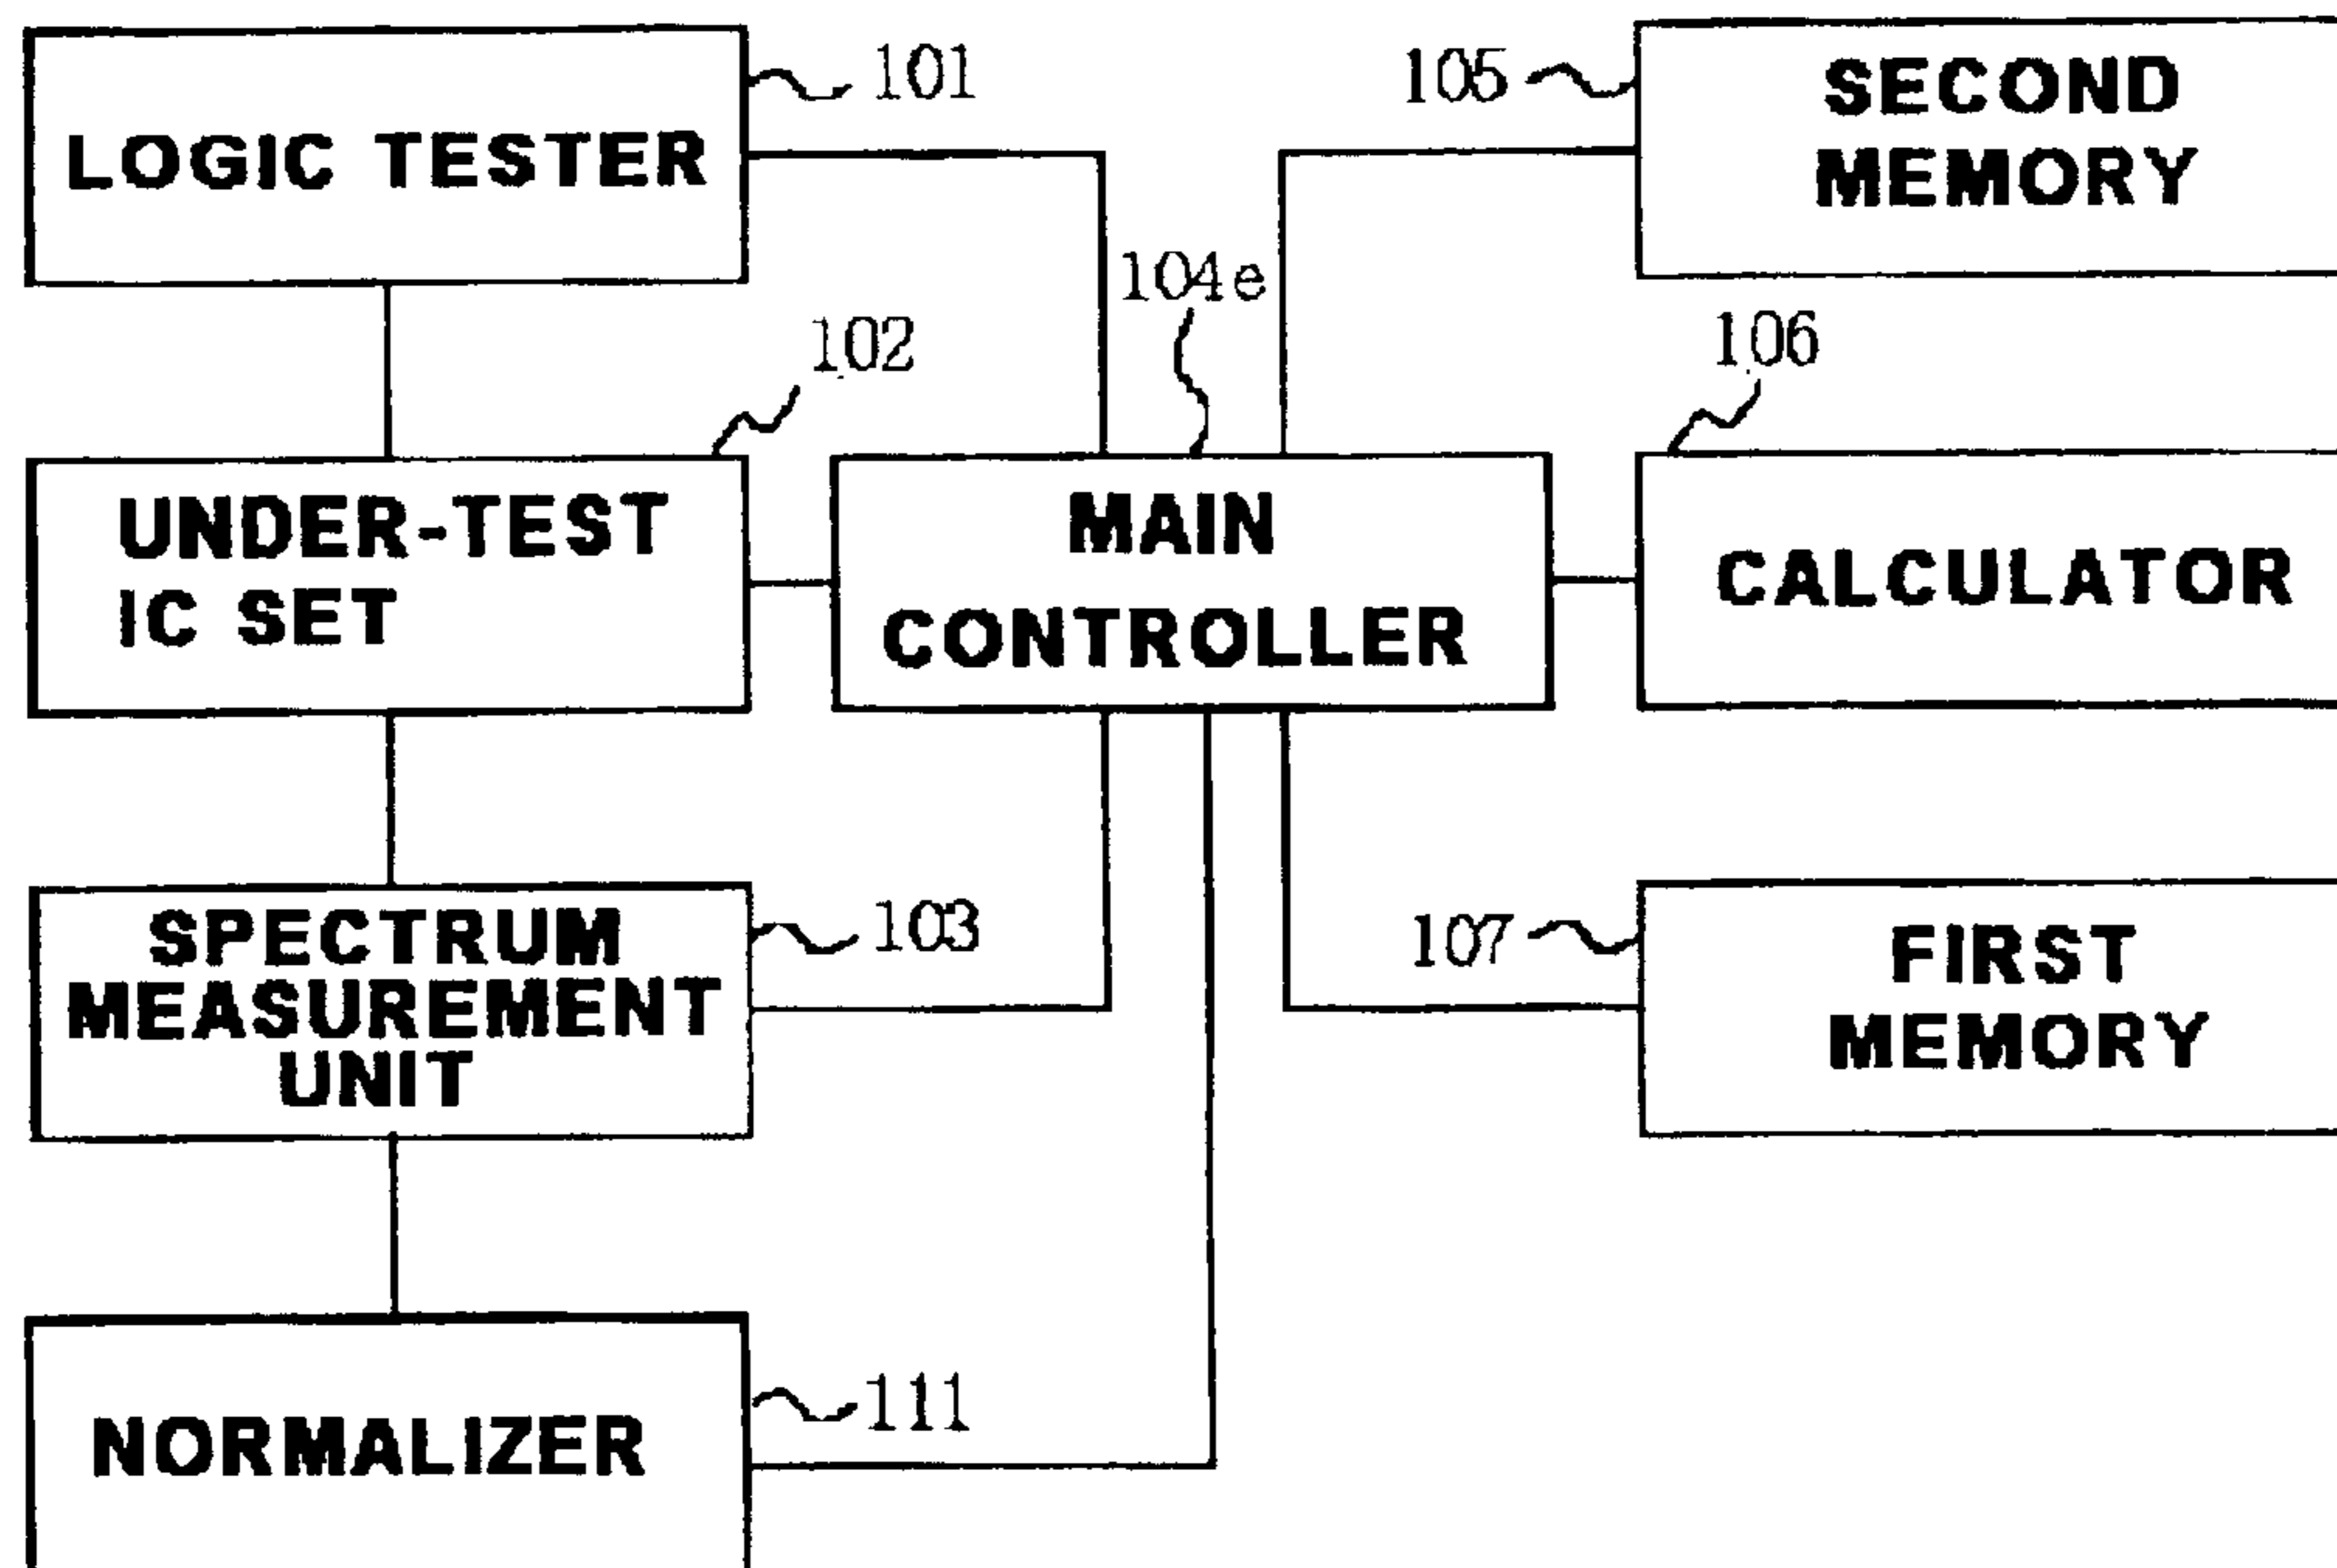 101
LOGIC TESTER
105
SECOND
MEMORY
104e
102
106
UNDER-TEST
IC SET
MAIN
CONTROLLER
CALCULATOR
SPECTRUM
MEASUREMENT
UNIT
103
107
FIRST
MEMORY
111
NORMALIZER